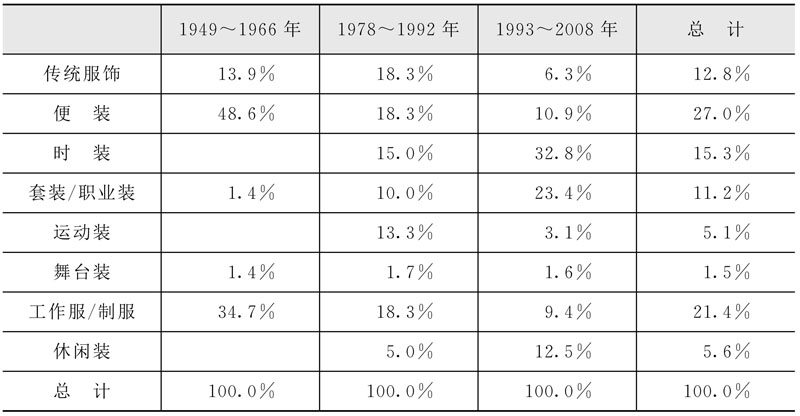 1949～1966 年 1978～1992 年 1993～2008 年 总 计
传统服饰 13.9% 18.3% 6.3% 12.8%
便 装 48.6% 18.3% 10.9% 27.0%
时 装 15.0% 32.8% 15.3%
套装/职业装 1.4% 10.0% 23.4% 11.2%
运动装 13.3% 3.1% 5.1%
舞台装 1.4% 1.7% 1.6% 1.5%
工作服/制服 34.7% 18.3% 9.4% 21.4%
休闲装 5.0% 12.5% 5.6%
总 计 100.0% 100.0% 100.0% 100.0%